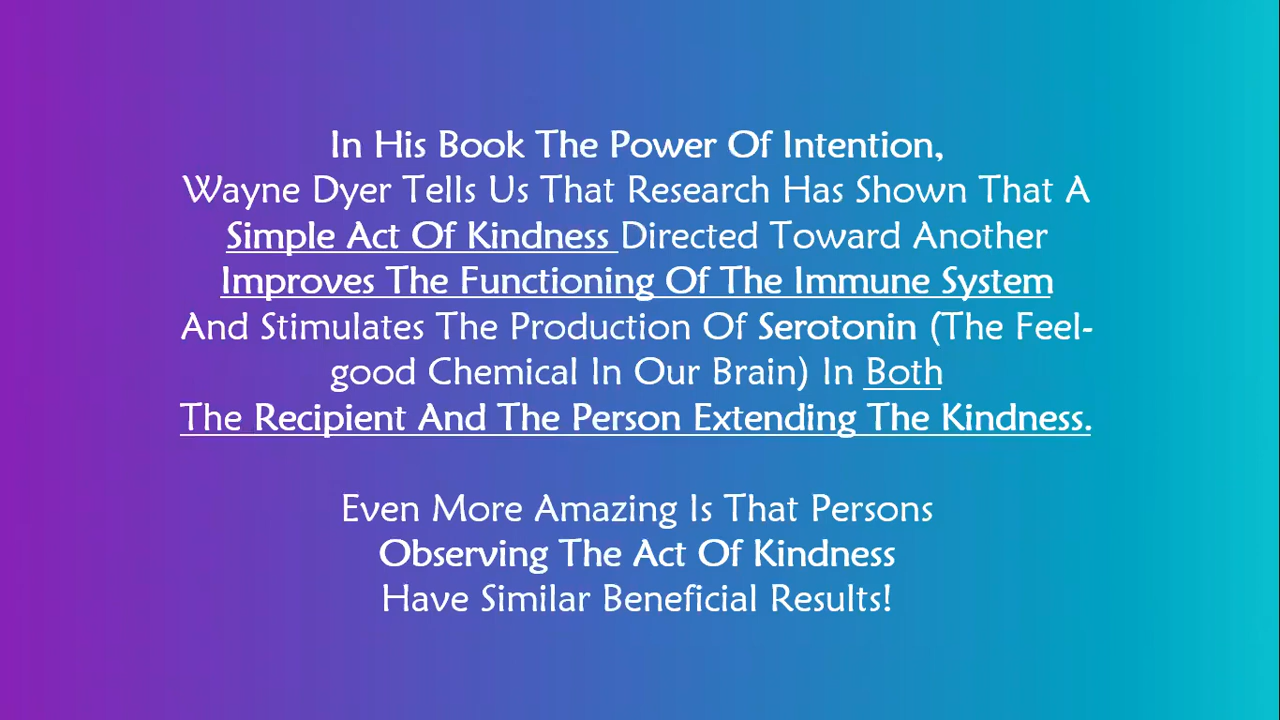 In His Book The Power Of Intention,
Wayne Dyer Tells Us That Research Has Shown That A
Simple Act Of Kindness Directed Toward Another
Improves The Functioning Of The Immune System
And Stimulates The Production Of Serotonin (The Feel-
good Chemical In Our Brain) In Both
The Recipient And The Person Extending The Kindness.
Even More Amazing Is That Persons
Observing The Act Of Kindness
Have Similar Beneficial Results!